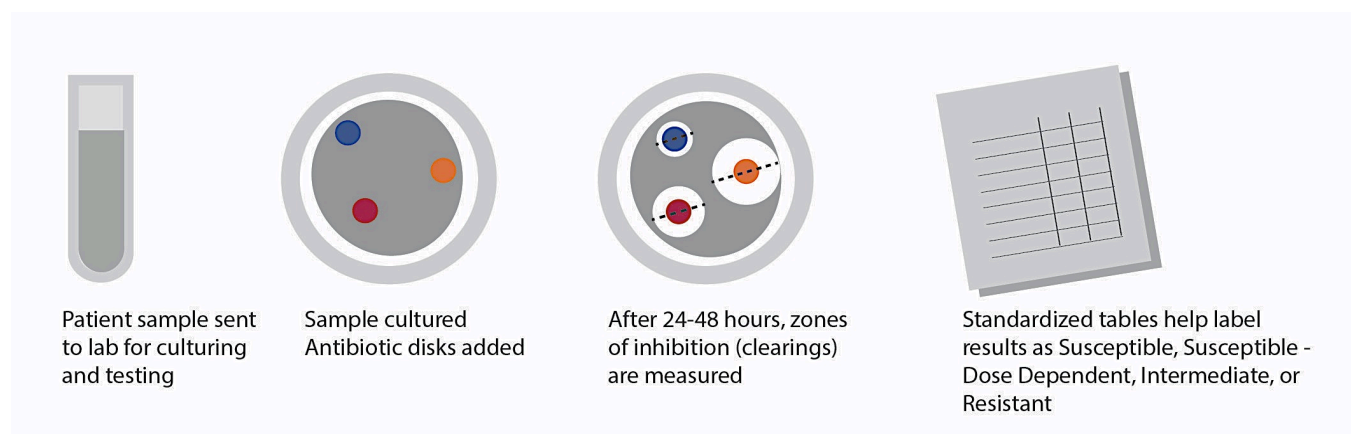 Patient sample sent
to lab for culturing
and testing
Sample cultured
Antibiotic disks added
After 24-48 hours, zones
of inhibition (clearings)
are measured
Standardized tables help label
results as Susceptible, Susceptible -
Dose Dependent, Intermediate, or
Resistant